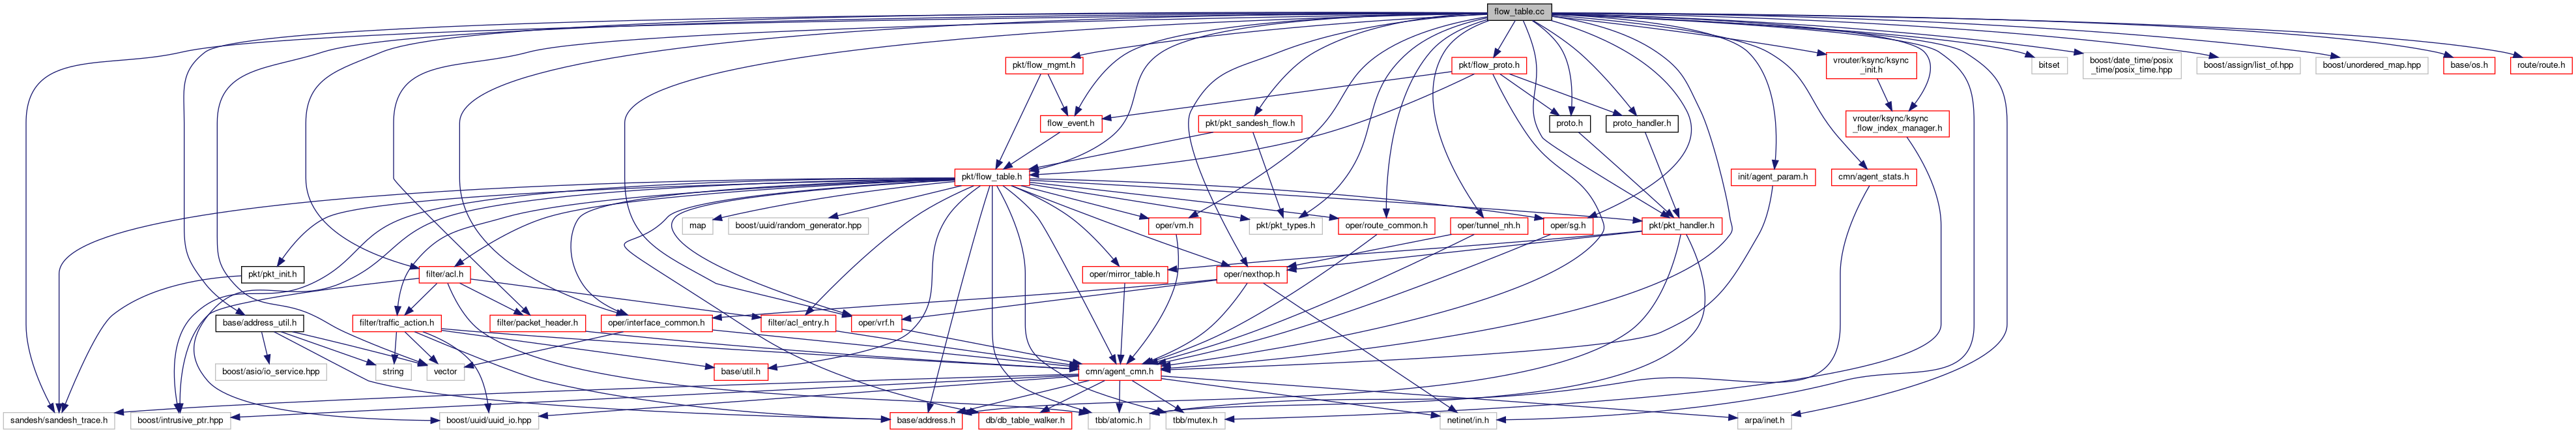 flow_table.cc
pkt/flow_mgmt.h
pkt/flow_proto.h
vrouter/ksync/ksync
_init.h
bitset
boost/date_time/posix
_time/posix_time.hpp
boost/assign/list_of.hpp
boost/unordered_map.hpp
base/os.h
route/route.h
flow_event.h
pkt/pkt_sandesh_flow.h
proto.h
proto_handler.h
vrouter/ksync/ksync
_flow_index_manager.h
pkt/flow_table.h
init/agent_param.h
cmn/agent_stats.h
map
boost/uuid/random_generator.hpp
oper/vm.h
pkt/pkt_types.h
oper/route_common.h
oper/tunnel_nh.h
oper/sg.h
pkt/pkt_handler.h
pkt/pkt_init.h
filter/acl.h
oper/mirror_table.h
oper/nexthop.h
base/address_util.h
filter/traffic_action.h
filter/packet_header.h
oper/interface_common.h
filter/acl_entry.h
oper/vrf.h
boost/asio/io_service.hpp
string
vector
base/util.h
cmn/agent_cmn.h
sandesh/sandesh_trace.h
boost/intrusive_ptr.hpp
boost/uuid/uuid_io.hpp
base/address.h
db/db_table_walker.h
tbb/atomic.h
tbb/mutex.h
netinet/in.h
arpa/inet.h